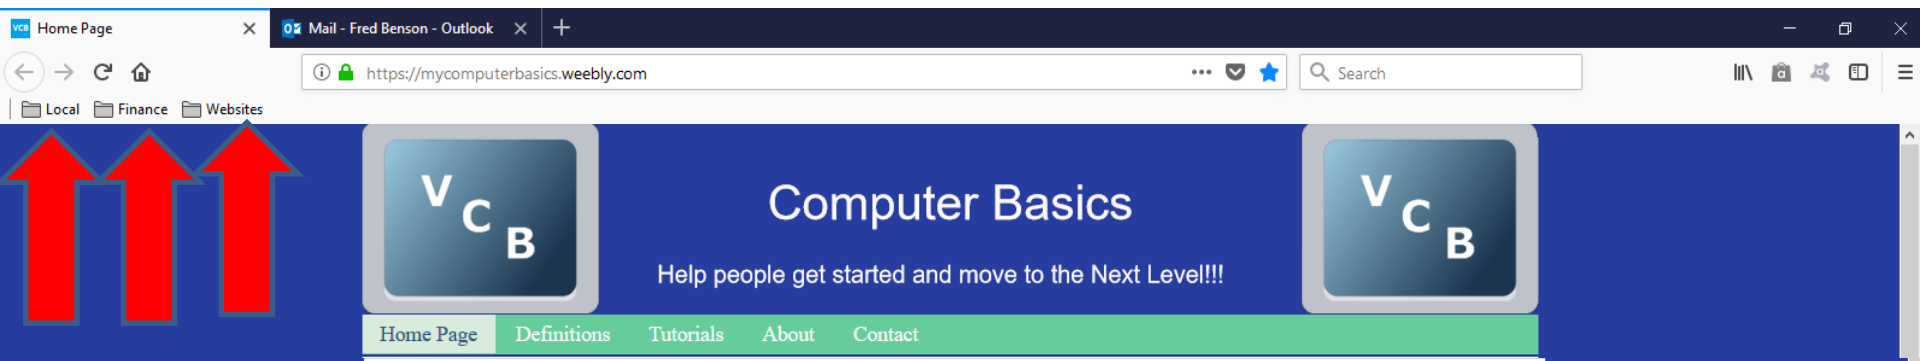 VCB Home Page
Mail - Fred Benson - Outlook
https://mycomputerbasics.weebly.com
Search
Local Finance Websites
V C B
Computer Basics
Help people get started and move to the Next Level!!!
V C B
Home Page Definitions Tutorials About Contact